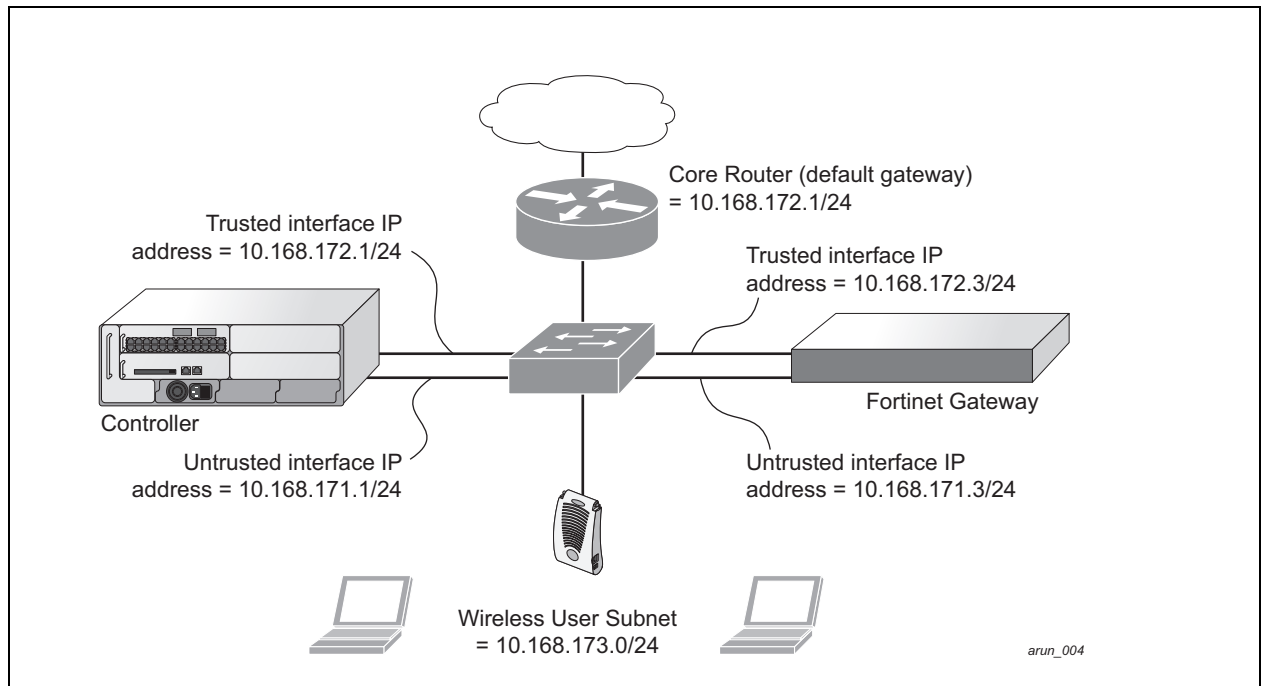 Core Router (default gateway)
= 10.168.172.1/24
Trusted interface IP
address = 10.168.172.1/24
Trusted interface IP
address = 10.168.172.3/24
Controller
Fortinet Gateway
Untrusted interface IP
address = 10.168.171.1/24
Untrusted interface IP
address = 10.168.171.3/24
Wireless User Subnet
= 10.168.173.0/24
arun_004